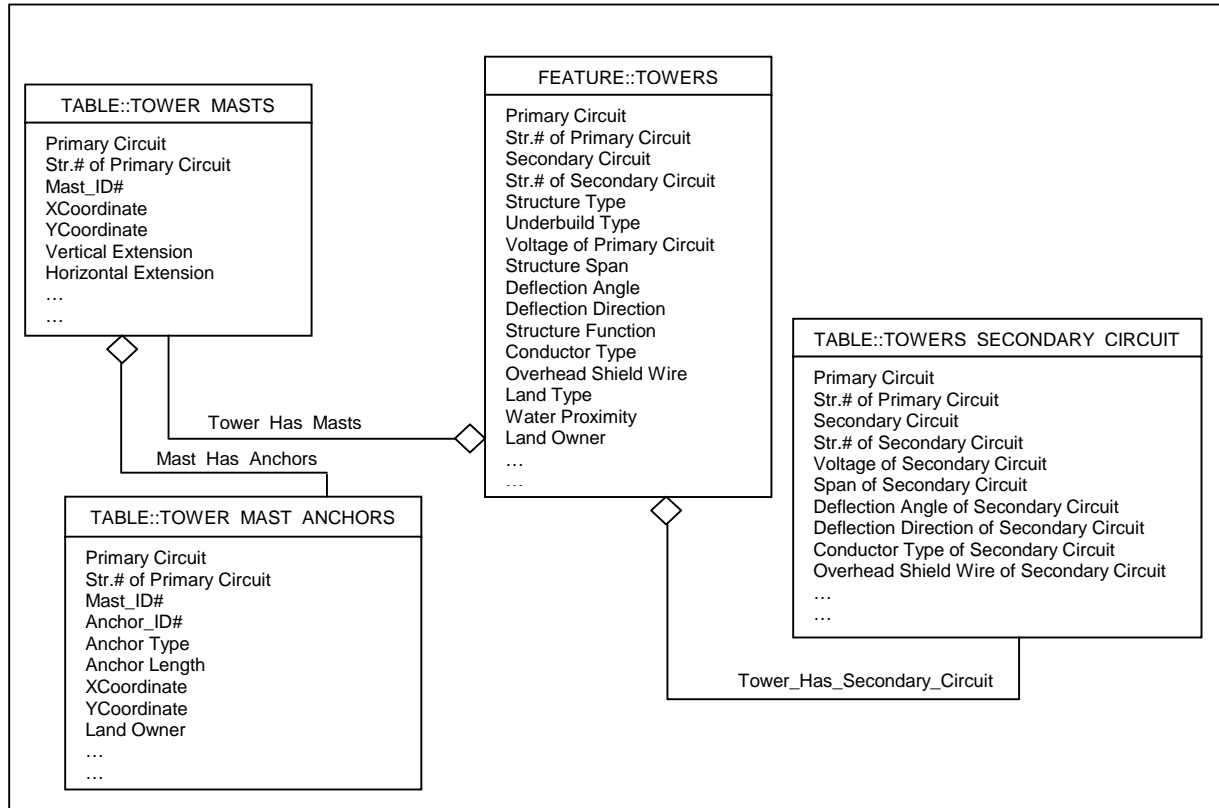 TABLE::TOWER MASTS
Primary Circuit
Str.# of Primary Circuit
Mast_ID#
XCoordinate
YCoordinate
Vertical Extension
Horizontal Extension
…
…
FEATURE::TOWERS
Primary Circuit
Str.# of Primary Circuit
Secondary Circuit
Str.# of Secondary Circuit
Structure Type
Underbuild Type
Voltage of Primary Circuit
Structure Span
Deflection Angle
Deflection Direction
Structure Function
Conductor Type
Overhead Shield Wire
Land Type
Water Proximity
Land Owner
…
…
TABLE::TOWERS SECONDARY CIRCUIT
Primary Circuit
Str.# of Primary Circuit
Secondary Circuit
Str.# of Secondary Circuit
Voltage of Secondary Circuit
Span of Secondary Circuit
Deflection Angle of Secondary Circuit
Deflection Direction of Secondary Circuit
Conductor Type of Secondary Circuit
Overhead Shield Wire of Secondary Circuit
…
…
Tower Has Masts
Mast Has Anchors
TABLE::TOWER MAST ANCHORS
Primary Circuit
Str.# of Primary Circuit
Mast_ID#
Anchor_ID#
Anchor Type
Anchor Length
XCoordinate
YCoordinate
Land Owner
…
…
Tower_Has_Secondary_Circuit